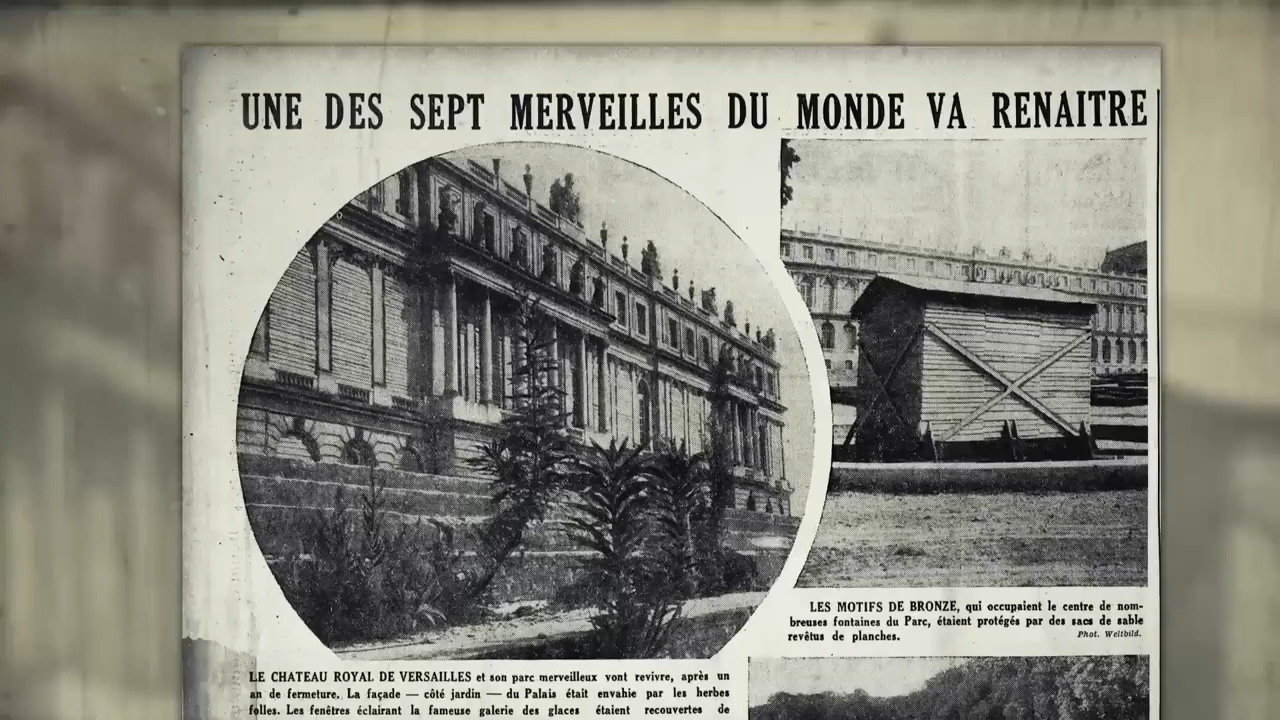 UNE DES SEPT MERVEILLES DU MONDE VA RENAITRE
LES MOTIFS DE BRONZE, qui occupaient le centre de nom-
breuses fontaines du Parc, étaient protégés par des sacs de sable
revêtus de planches.
Phot. Weltbild.
LE CHATEAU ROYAL DE VERSAILLES et son parc merveilleux vont revivre, après un
an de fermeture. La façade — côté jardin — du Palais était envahie par les herbes
folles. Les fenêtres éclairant la fameuse galerie des glaces étaient recouvertes de